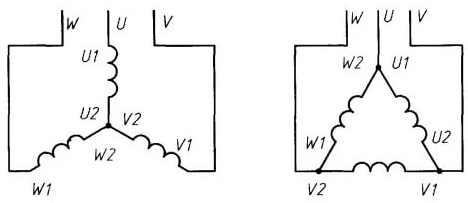 W U V
U1
U2 V2
W2 V1
W1
W U V
W2 U1
W1 U2
V2 V1